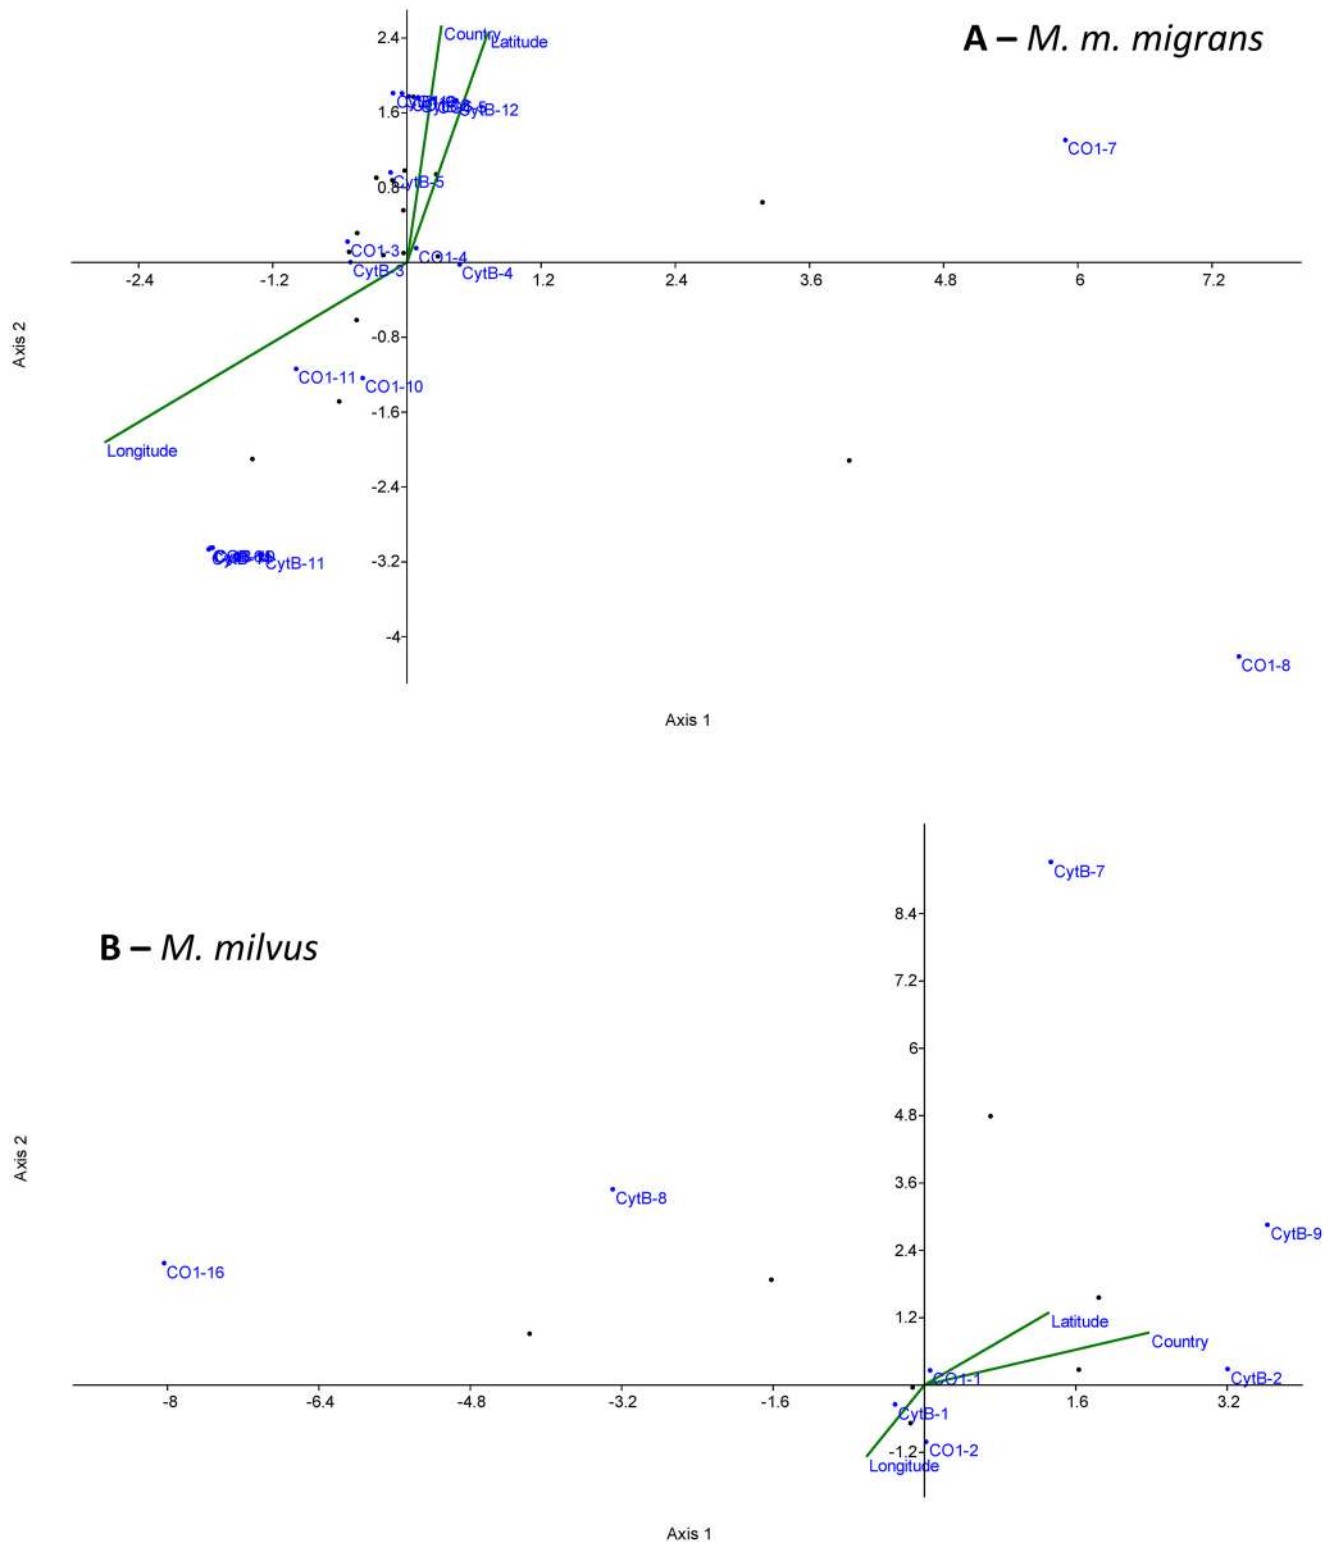 A – M. m. migrans
2.4
Country
Latitude
CytB-12
1.6
CO1-7
0.8
CytB-5
CO1-3
CO1-4
CytB-3
CytB-4
-2.4
-1.2
1.2
2.4
3.6
4.8
6
7.2
Axis 2
-0.8
CO1-11
CO1-10
-1.6
Longitude
-2.4
-3.2
CytB-11
-4
CO1-8
Axis 1
B – M. milvus
CytB-7
8.4
7.2
6
4.8
Axis 2
3.6
CytB-8
2.4
CytB-9
CO1-16
1.2
Latitude
Country
CO1-1
CytB-2
-8
-6.4
-4.8
-3.2
-1.6
1.6
3.2
CytB-1
-1.2
CO1-2
Longitude
Axis 1